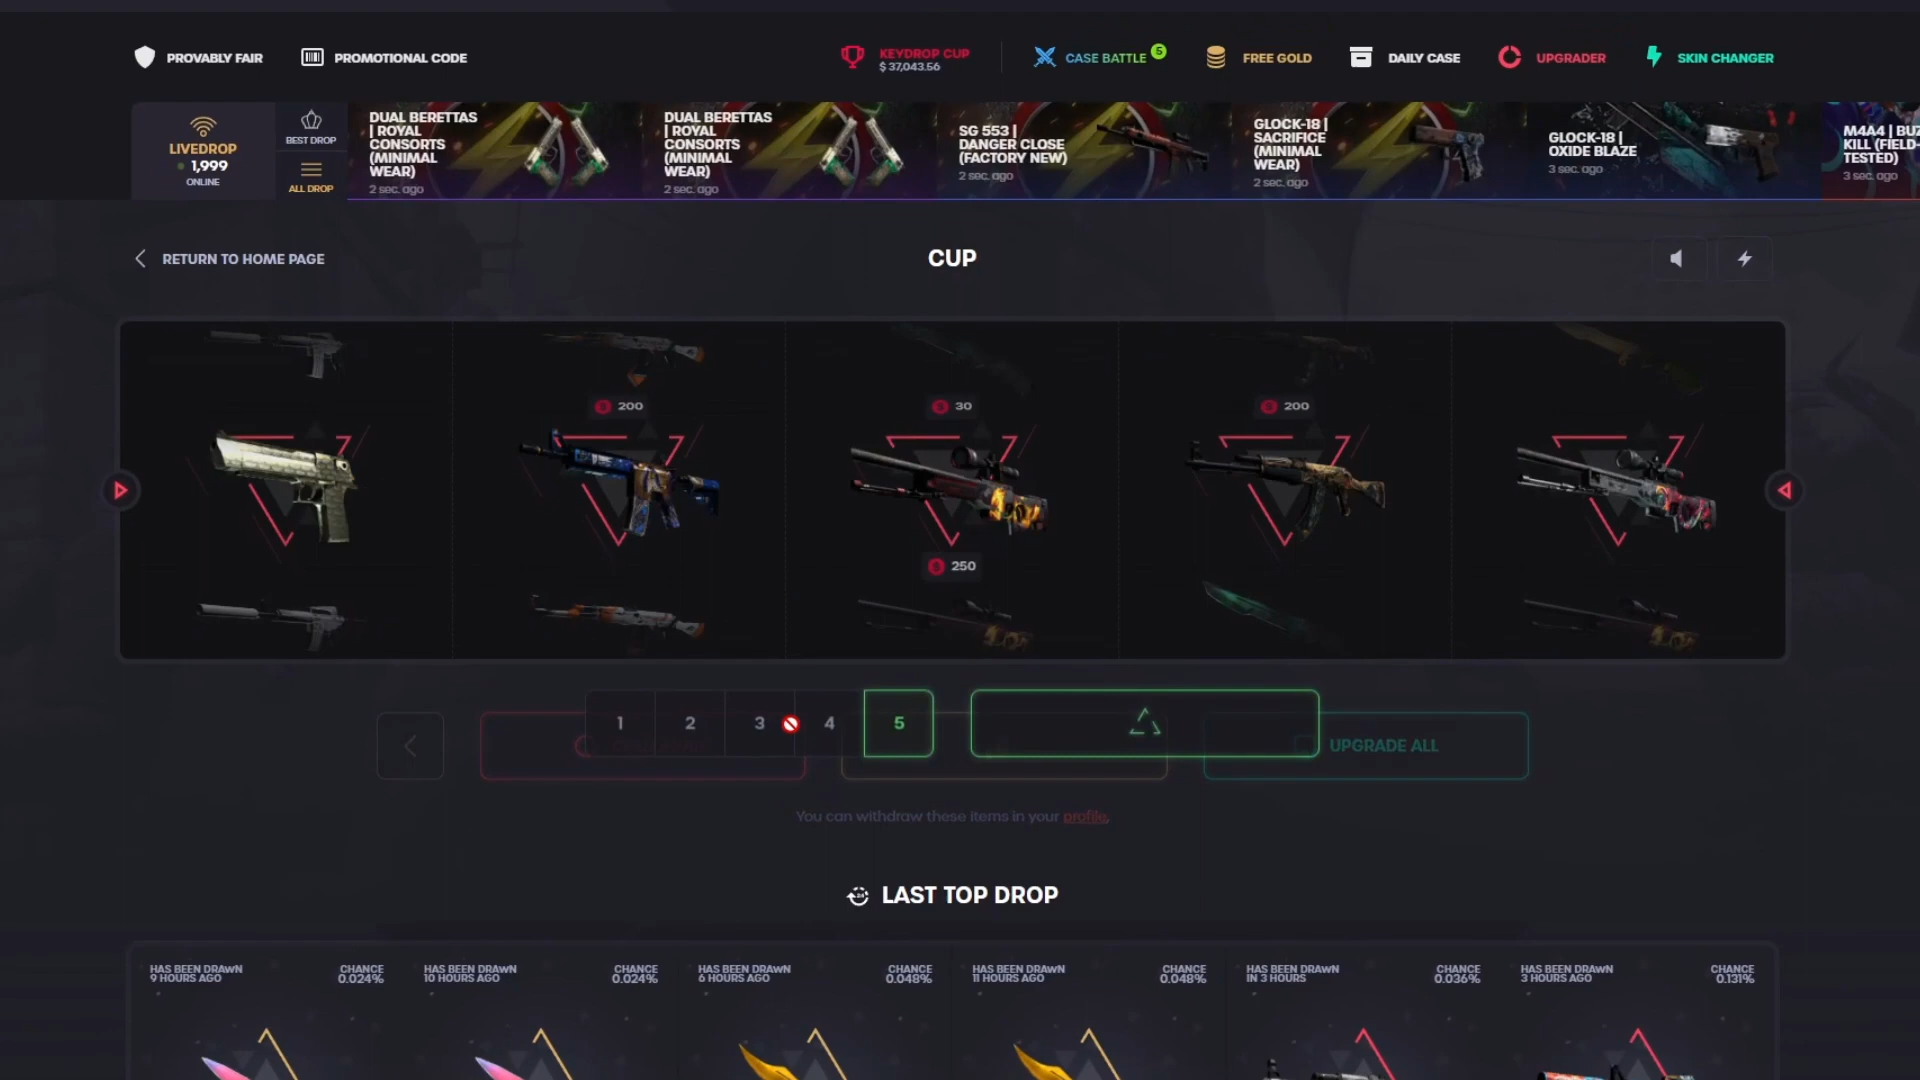 PROVABLY FAIR
PROMOTIONAL CODE
KEYDROP CUP
$ 37,043.56
CASE BATTLE 5
FREE GOLD
DAILY CASE
UPGRADER
SKIN CHANGER
LIVEDROP
1,999
ONLINE
BEST DROP
ALL DROP
DUAL BERETTAS
| ROYAL
CONSORTS
(MINIMAL
WEAR)
2 sec. ago
DUAL BERETTAS
| ROYAL
CONSORTS
(MINIMAL
WEAR)
2 sec. ago
SG 553 |
DANGER CLOSE
(FACTORY NEW)
2 sec. ago
GLOCK-18 |
SACRIFICE
(MINIMAL
WEAR)
2 sec. ago
GLOCK-18 |
OXIDE BLAZE
3 sec. ago
M4A4 | BUZ
KILL (FIELD-
TESTED)
3 sec. ago
RETURN TO HOME PAGE
CUP
200
30
200
250
1 2 3 4 5
UPGRADE ALL
You can withdraw these items in your profile.
LAST TOP DROP
HAS BEEN DRAWN
9 HOURS AGO
CHANCE
0.024%
HAS BEEN DRAWN
10 HOURS AGO
CHANCE
0.024%
HAS BEEN DRAWN
6 HOURS AGO
CHANCE
0.048%
HAS BEEN DRAWN
11 HOURS AGO
CHANCE
0.048%
HAS BEEN DRAWN
IN 3 HOURS
CHANCE
0.036%
HAS BEEN DRAWN
3 HOURS AGO
CHANCE
0.131%